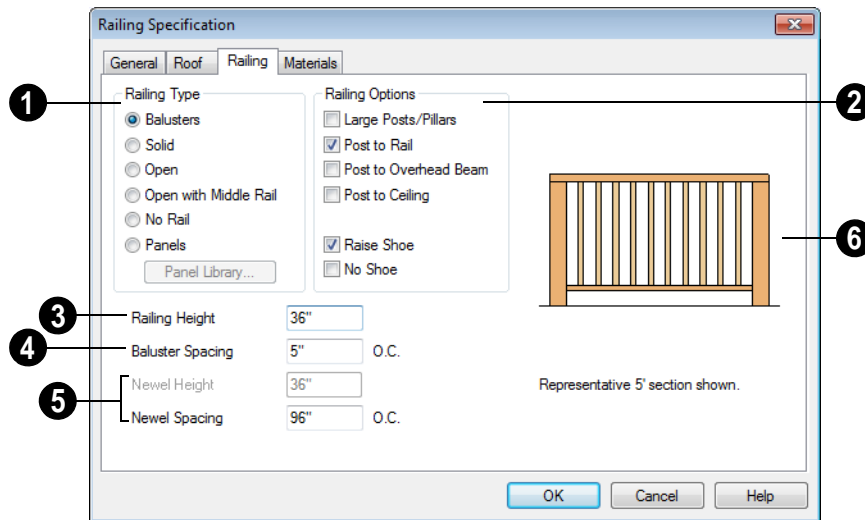 Railing Specification
General Roof Railing Materials
1 Railing Type
Balusters
Solid
Open
Open with Middle Rail
No Rail
Panels
Panel Library...
Railing Options 2
Large Posts/Pillars
Post to Rail
Post to Overhead Beam
Post to Ceiling
Raise Shoe
No Shoe
6
3 Railing Height 36"
4 Baluster Spacing 5" O.C.
5 Newel Height 36"
Newel Spacing 96" O.C.
Representative 5' section shown.
OK Cancel Help